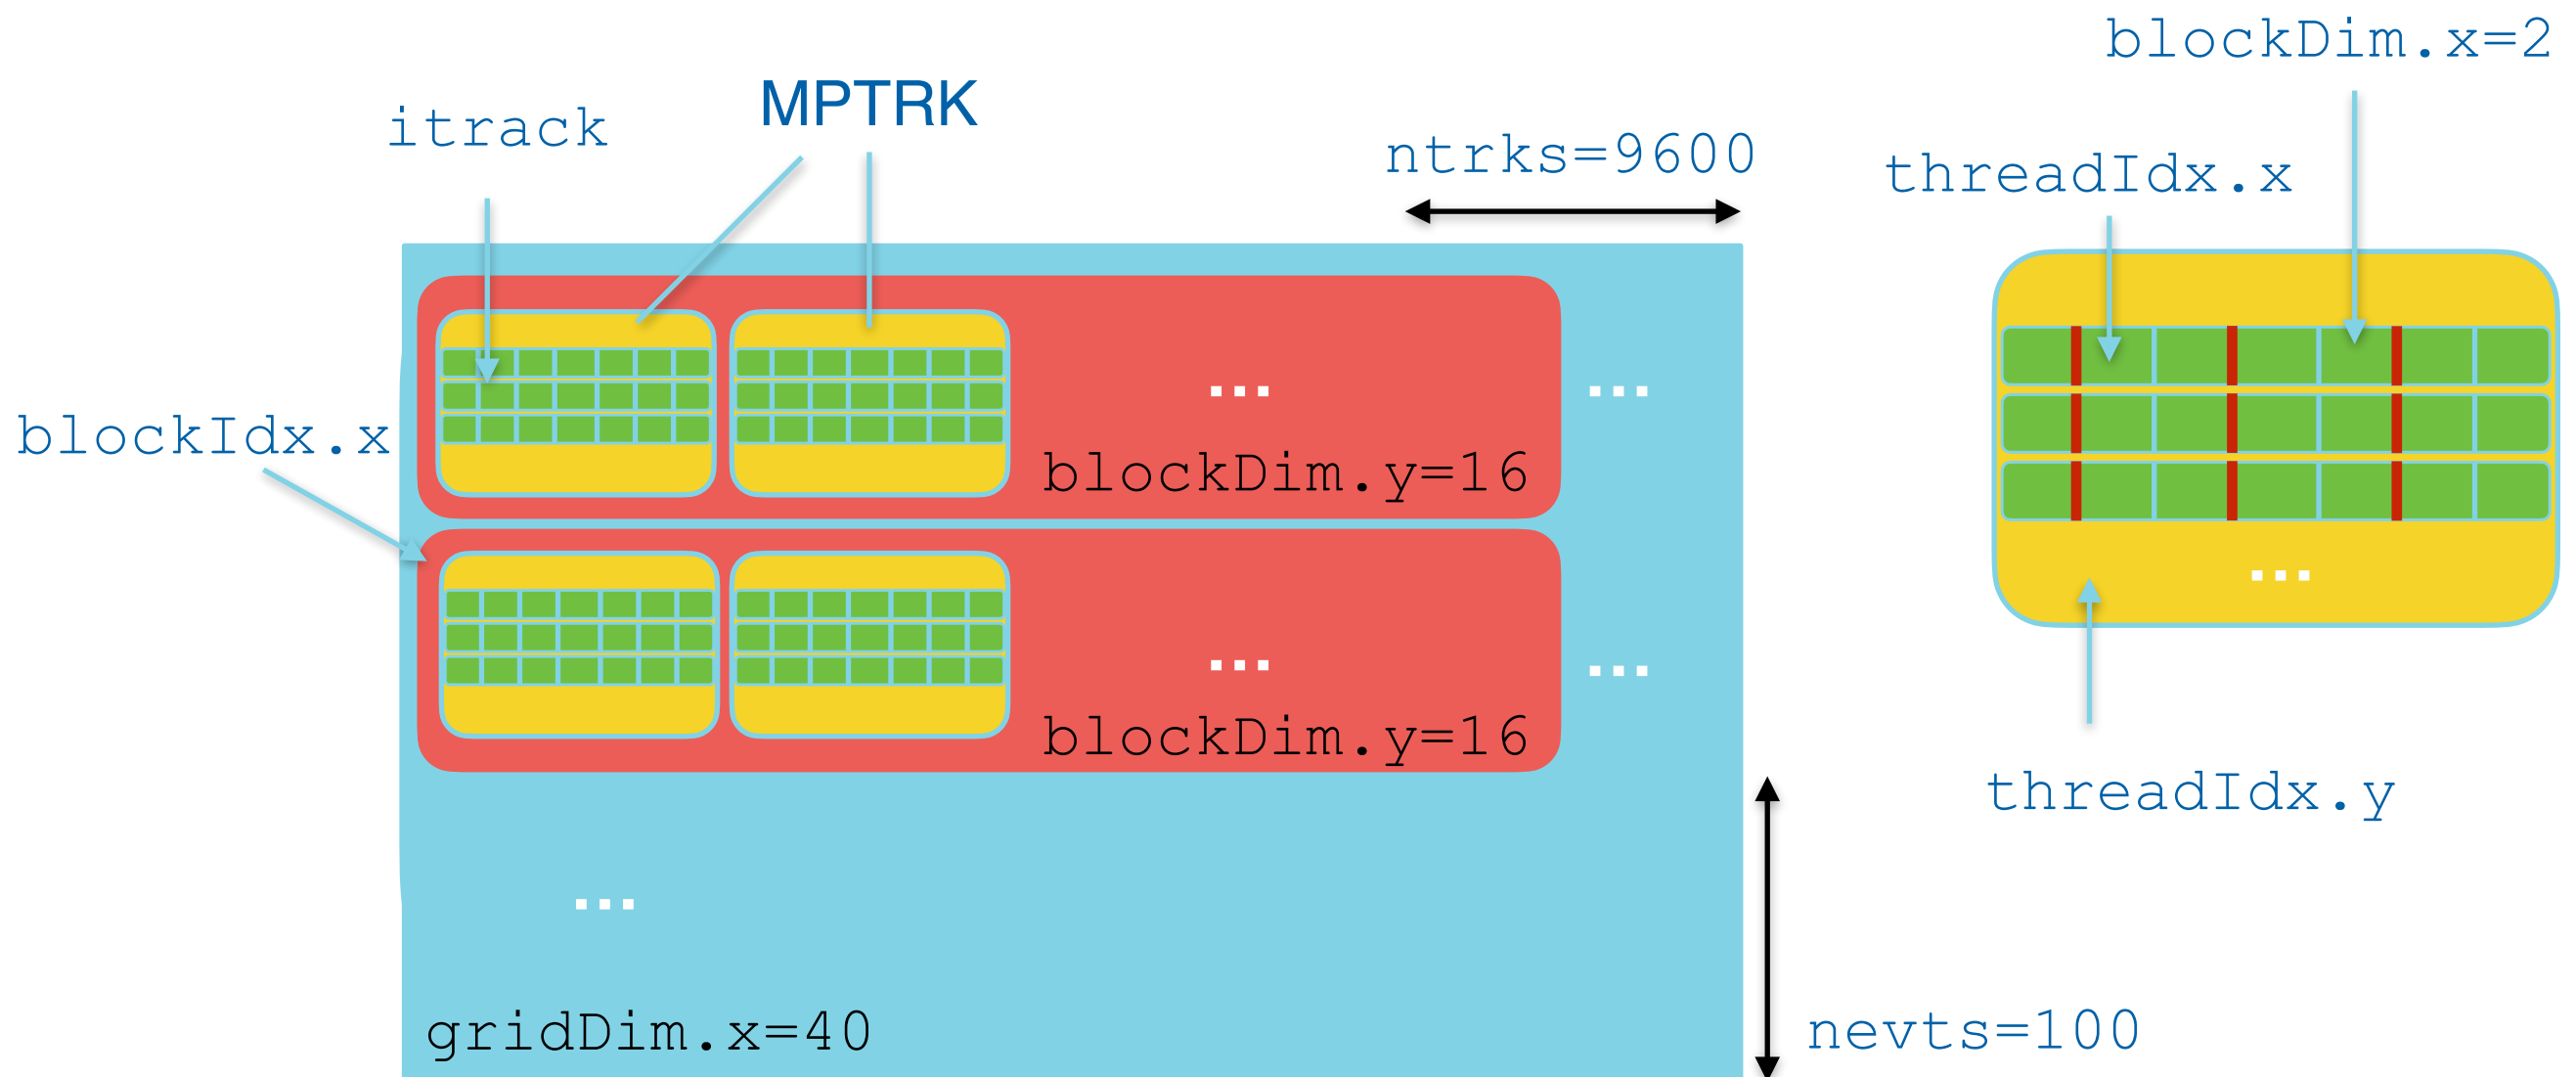 blockDim.x=2
MPTRK
itrack
ntrks=9600
threadIdx.x
...
...
blockIdx.x
blockDim.y=16
...
...
...
blockDim.y=16
threadIdx.y
...
gridDim.x=40
nevts=100